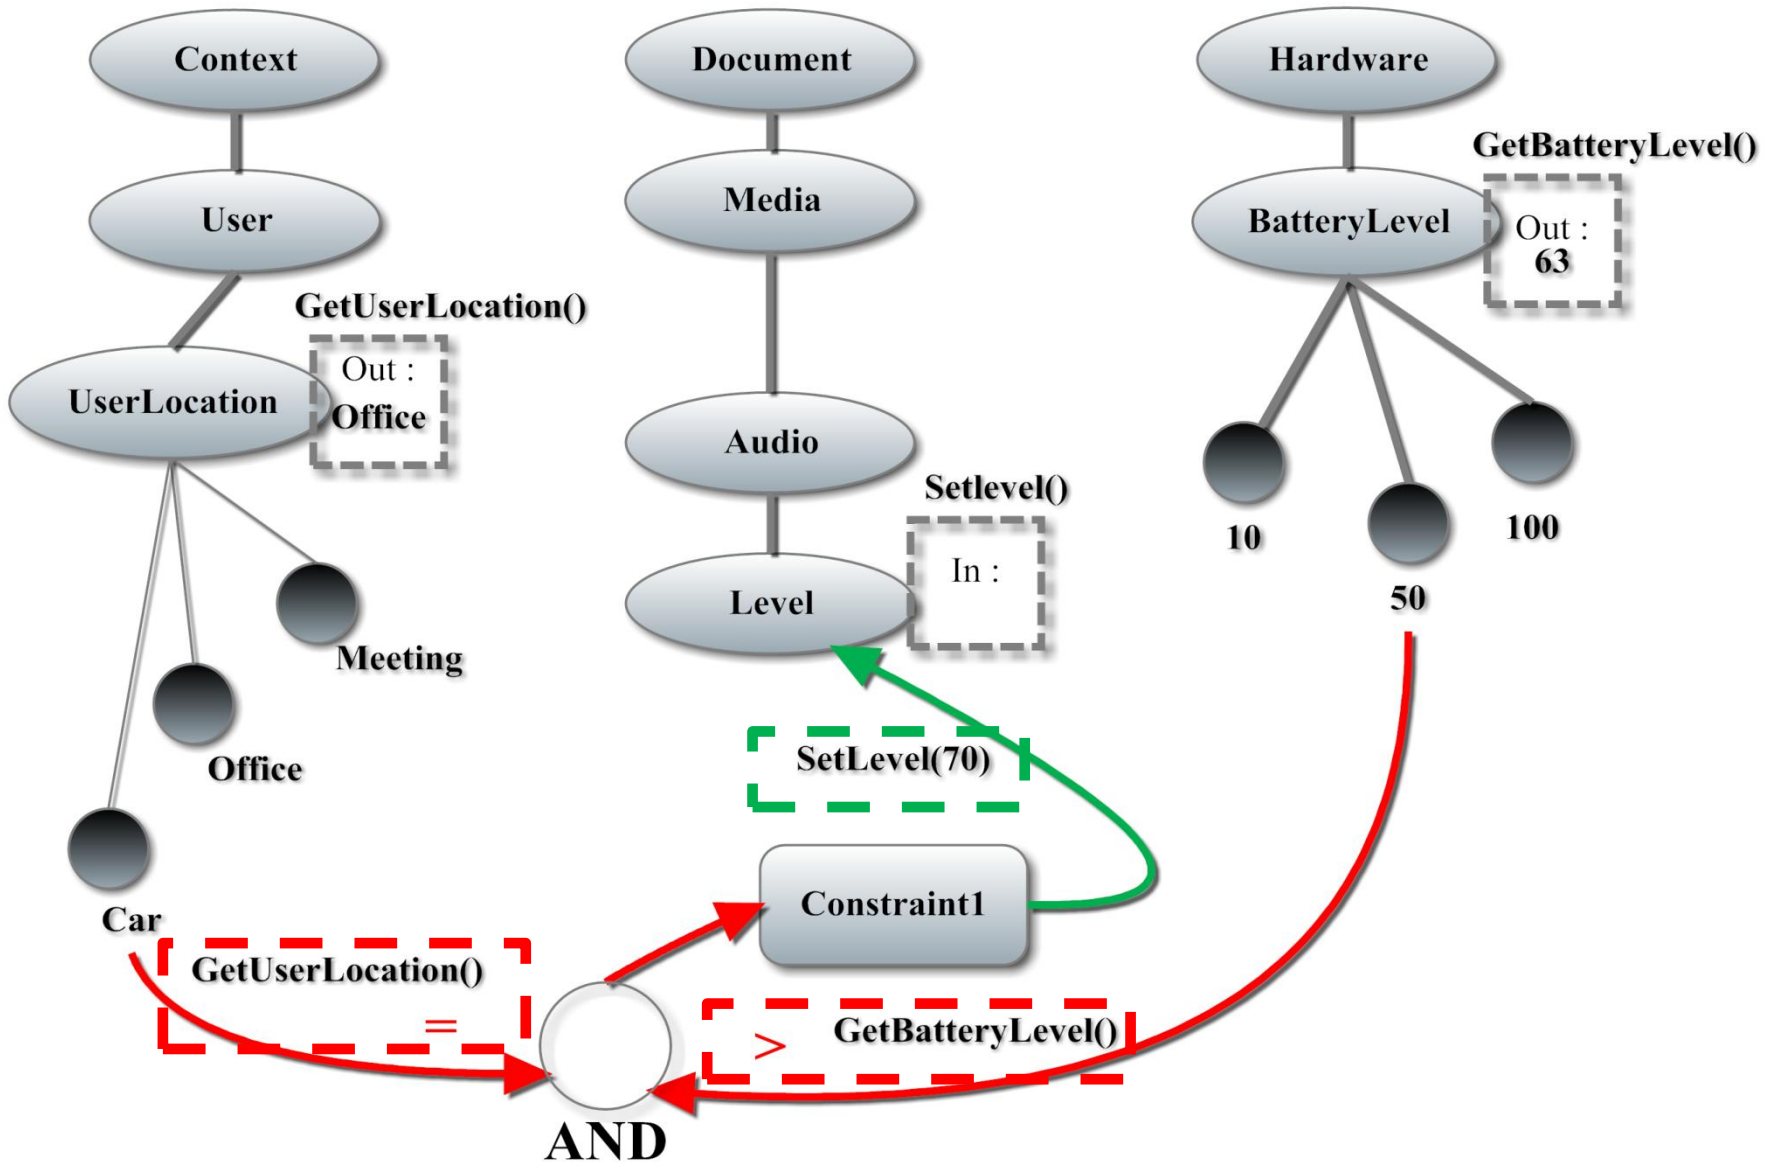 Context
Document
Hardware
GetBatteryLevel()
User
Media
BatteryLevel
Out :
63
GetUserLocation()
UserLocation
Out :
Office
Audio
Setlevel()
Level
In :
10
50
100
Meeting
Office
Car
SetLevel(70)
Constraint1
GetUserLocation()
=
> GetBatteryLevel()
AND